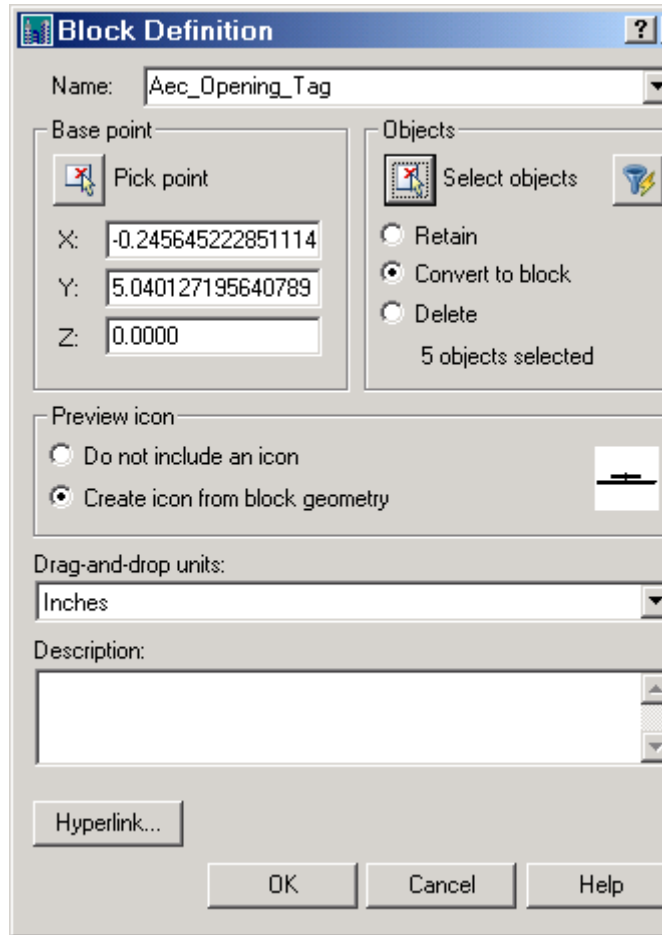 Block Definition
?
Name: Aec_Opening_Tag
Base point
Pick point
X: -0.245645222851114
Y: 5.040127195640789
Z: 0.0000
Objects
Select objects
Retain
Convert to block
Delete
5 objects selected
Preview icon
Do not include an icon
Create icon from block geometry
Drag-and-drop units:
Inches
Description:
Hyperlink...
OK Cancel Help